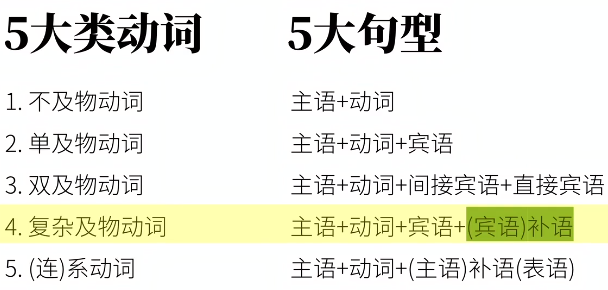 5大类动词 5大句型
1. 不及物动词 主语+动词
2. 单及物动词 主语+动词+宾语
3. 双及物动词 主语+动词+间接宾语+直接宾语
4. 复杂及物动词 主语+动词+宾语+(宾语)补语
5. (连)系动词 主语+动词+(主语)补语(表语)